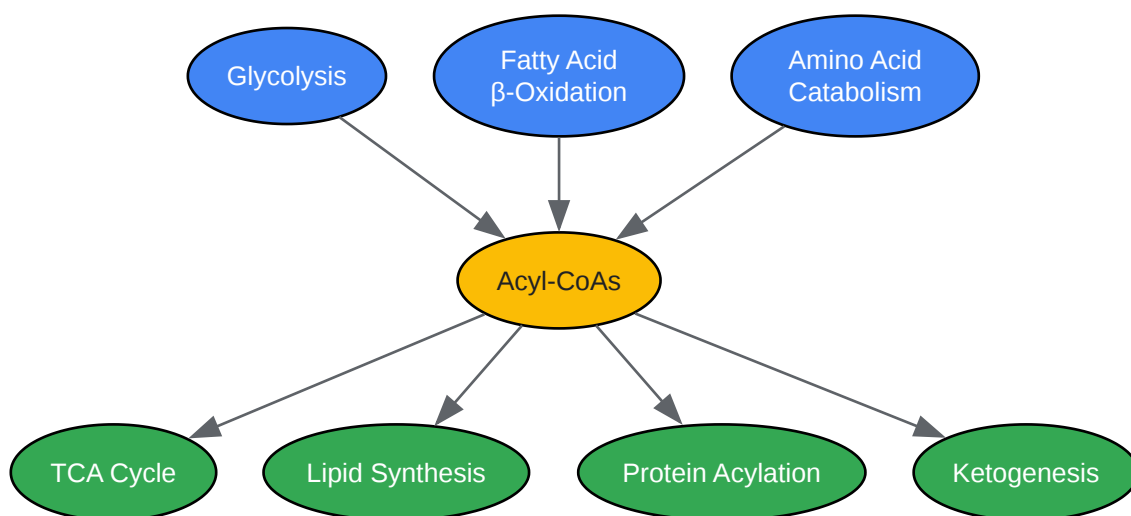 Glycolysis
Fatty Acid
β-Oxidation
Amino Acid
Catabolism
Acyl-CoAs
TCA Cycle
Lipid Synthesis
Protein Acylation
Ketogenesis